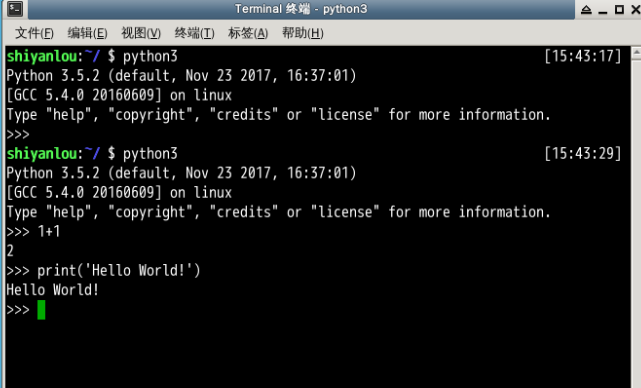 Terminal 终端 - python3
文件(F) 编辑(E) 视图(V) 终端(T) 标签(A) 帮助(H)
shiyanlou:~/ $ python3 [15:43:17]
Python 3.5.2 (default, Nov 23 2017, 16:37:01)
[GCC 5.4.0 20160609] on linux
Type "help", "copyright", "credits" or "license" for more information.
>>>
shiyanlou:~/ $ python3 [15:43:29]
Python 3.5.2 (default, Nov 23 2017, 16:37:01)
[GCC 5.4.0 20160609] on linux
Type "help", "copyright", "credits" or "license" for more information.
>>> 1+1
2
>>> print('Hello World!')
Hello World!
>>>